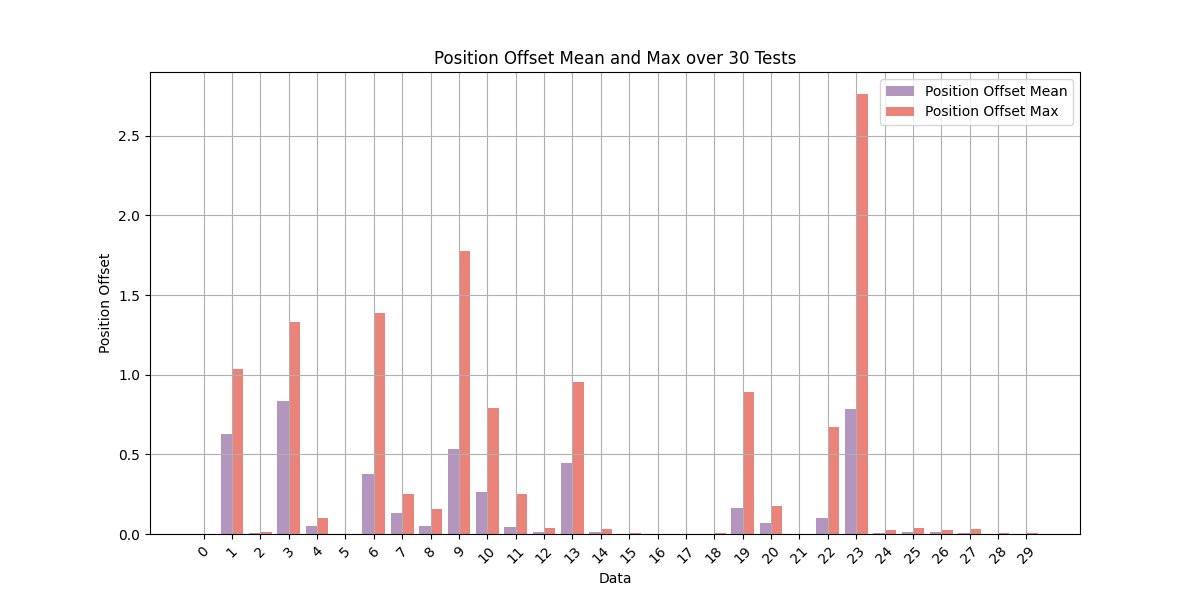 Position Offset Mean and Max over 30 Tests
Position Offset Mean
Position Offset Max
Position Offset
2.5
2.0
1.5
1.0
0.5
0.0
0 1 2 3 4 5 6 7 8 9 10 11 12 13 14 15 16 17 18 19 20 21 22 23 24 25 26 27 28 29
Data